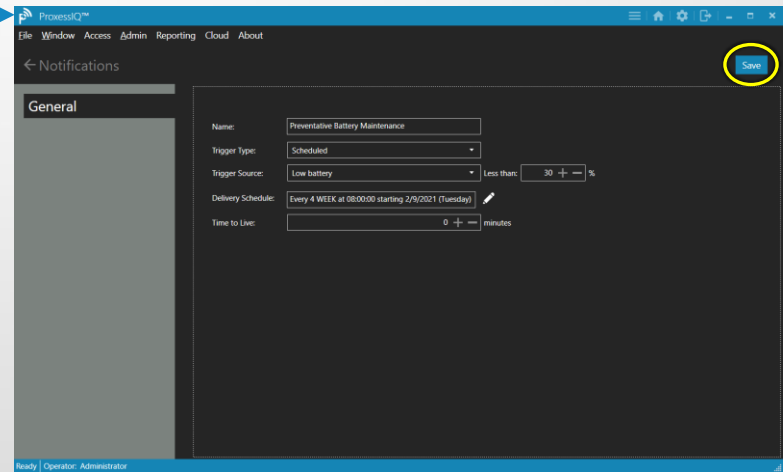 ProxessIQ™
File Window Access Admin Reporting Cloud About
Notifications
Save
General
Name: Preventative Battery Maintenance
Trigger Type: Scheduled
Trigger Source: Low battery Less than: 30 %
Delivery Schedule: Every 4 WEEK at 08:00:00 starting 2/9/2021 (Tuesday)
Time to Live: 0 minutes
Ready Operator: Administrator